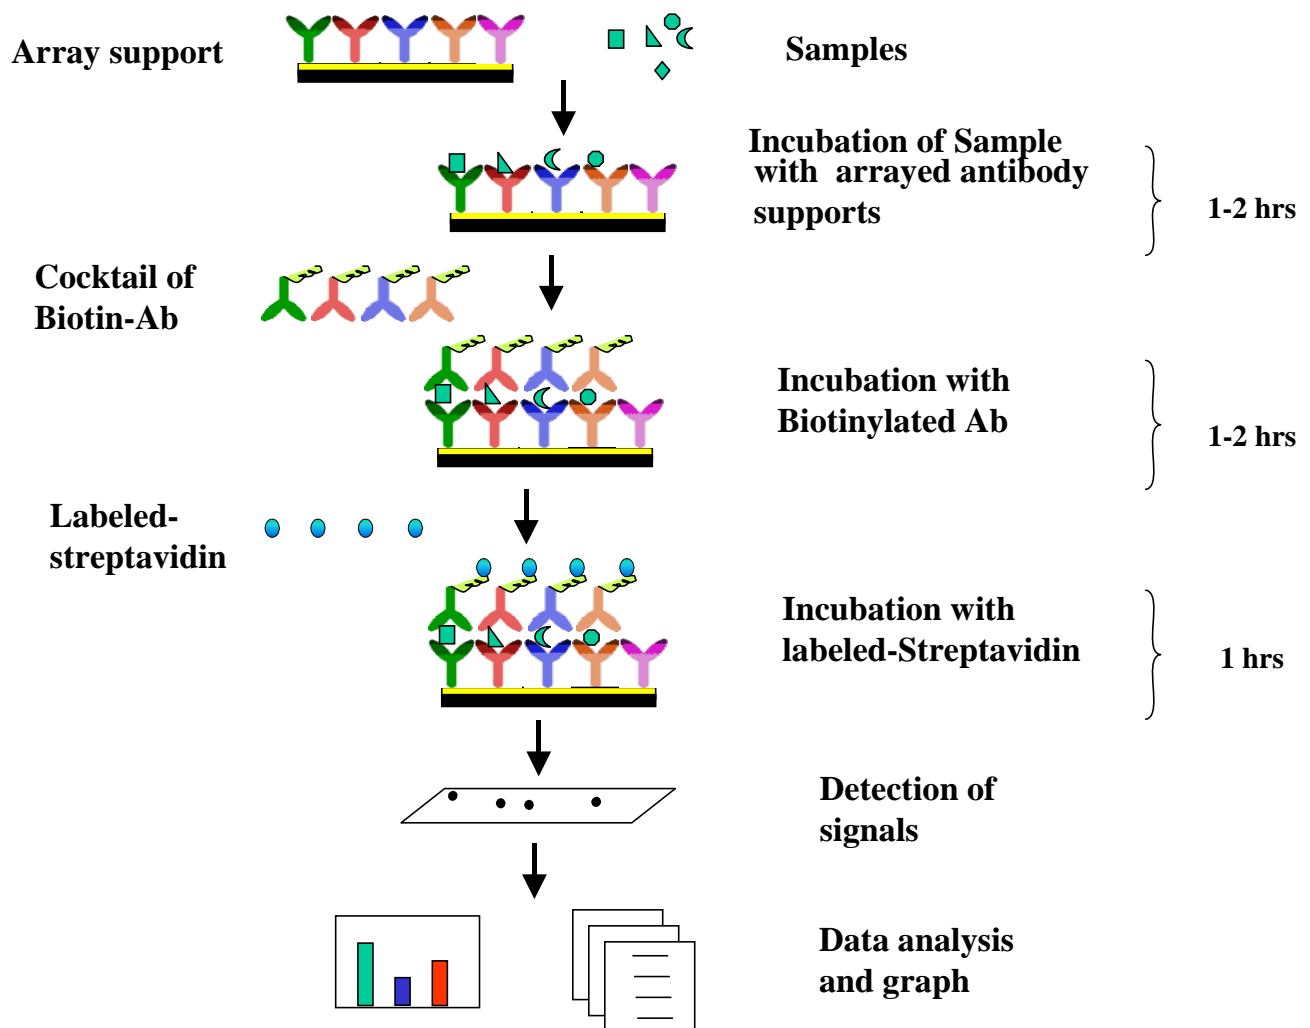 Array support
Samples
Incubation of Sample
with arrayed antibody
supports
1-2 hrs
Cocktail of
Biotin-Ab
Incubation with
Biotinylated Ab
1-2 hrs
Labeled-
streptavidin
Incubation with
labeled-Streptavidin
1 hrs
Detection of
signals
Data analysis
and graph